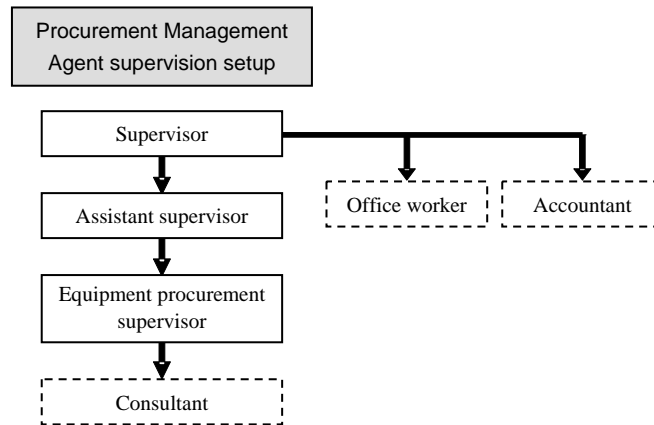 Procurement Management
Agent supervision setup
Supervisor
Office worker
Accountant
Assistant supervisor
Equipment procurement
supervisor
Consultant